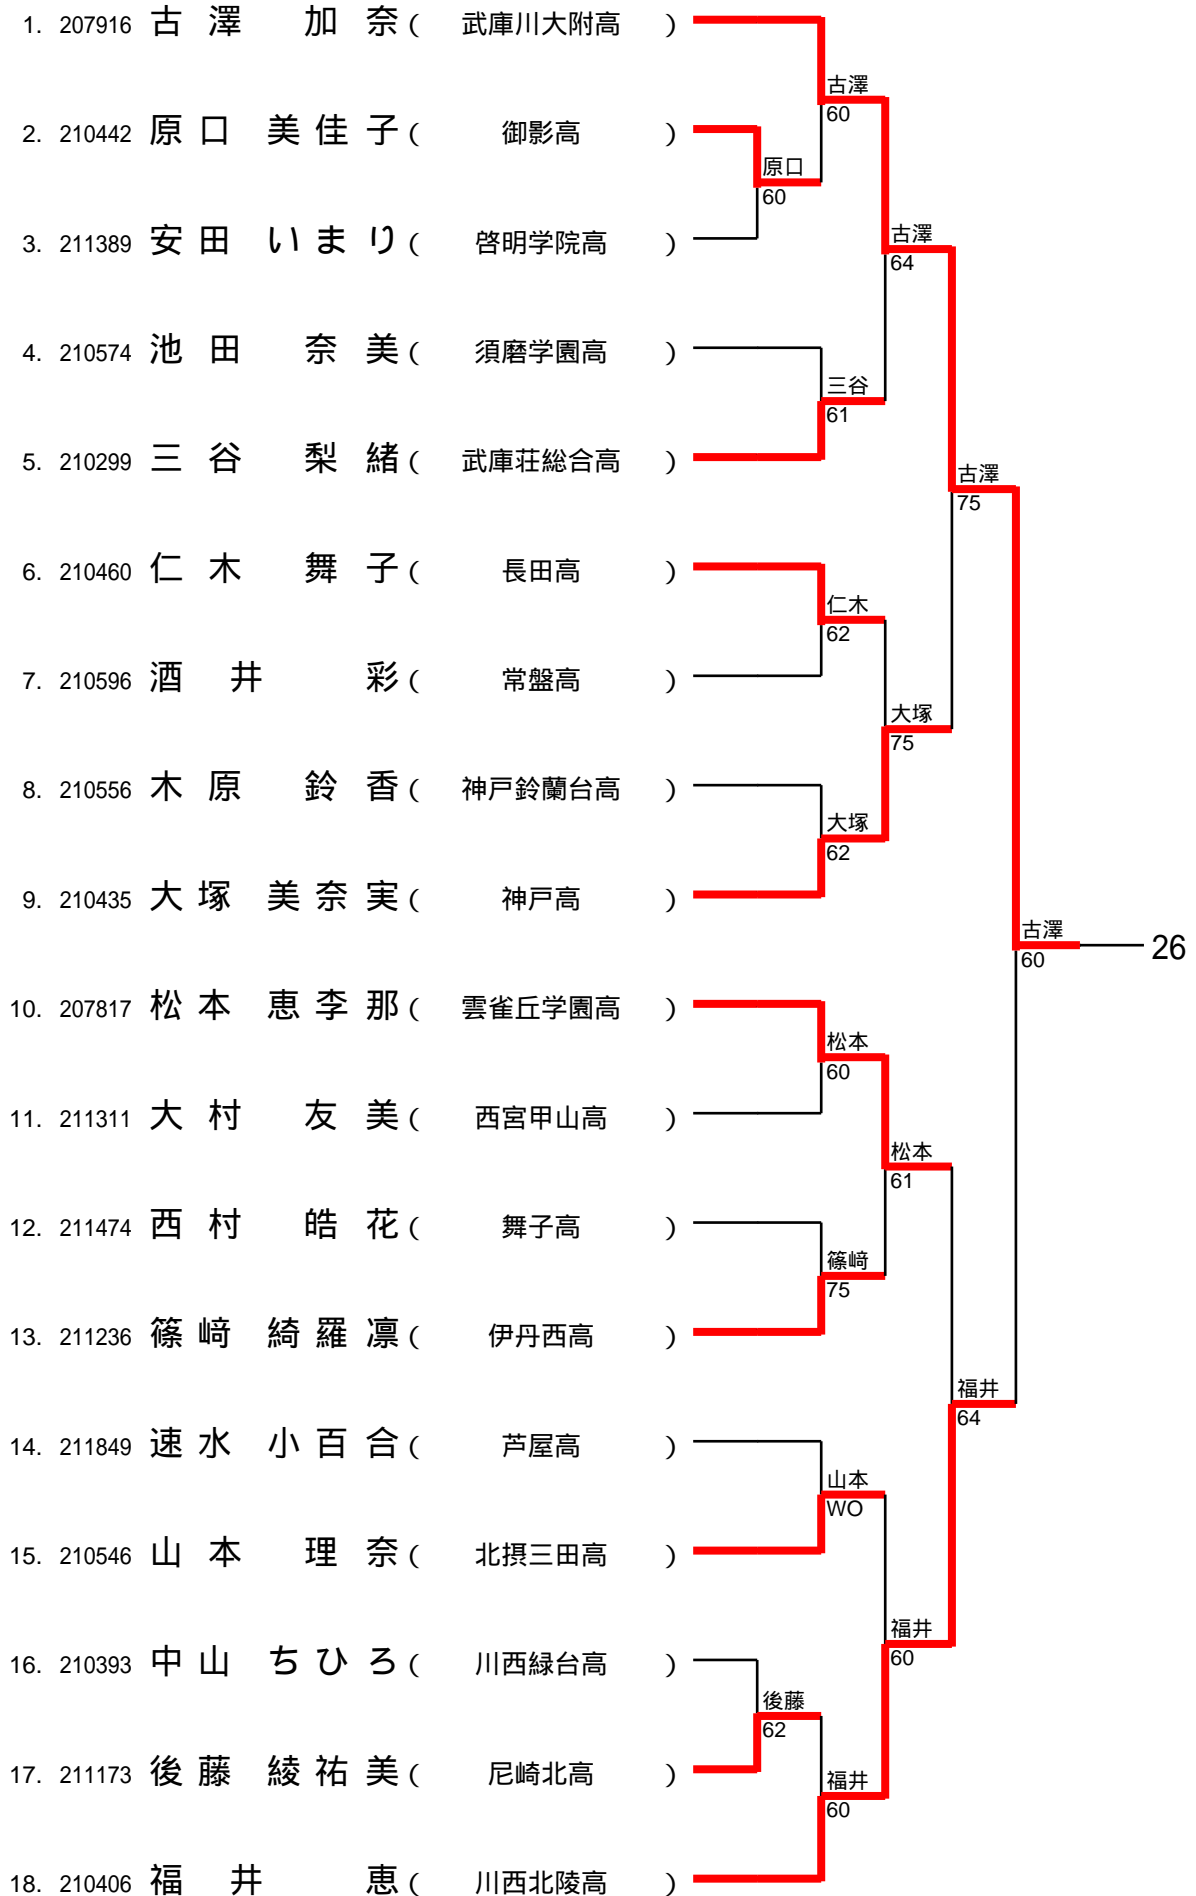 1. 207916 古澤 加奈 ( 武庫川大附高 )
古澤
60
2. 210442 原口 美佳子 ( 御影高 )
原口
60
3. 211389 安田 いまり ( 啓明学院高 )
古澤
64
4. 210574 池田 奈美 ( 須磨学園高 )
三谷
61
5. 210299 三谷 梨緒 ( 武庫荘総合高 )
古澤
75
6. 210460 仁木 舞子 ( 長田高 )
仁木
62
7. 210596 酒井 彩 ( 常盤高 )
大塚
75
8. 210556 木原 鈴香 ( 神戸鈴蘭台高 )
大塚
62
9. 210435 大塚 美奈実 ( 神戸高 )
古澤
60
26
10. 207817 松本 恵李那 ( 雲雀丘学園高 )
松本
60
11. 211311 大村 友美 ( 西宮甲山高 )
松本
61
12. 211474 西村 皓花 ( 舞子高 )
篠﨑
75
13. 211236 篠﨑 綺羅凛 ( 伊丹西高 )
福井
64
14. 211849 速水 小百合 ( 芦屋高 )
山本
WO
15. 210546 山本 理奈 ( 北摂三田高 )
福井
60
16. 210393 中山 ちひろ ( 川西緑台高 )
後藤
62
17. 211173 後藤 綾祐美 ( 尼崎北高 )
福井
60
18. 210406 福井 恵 ( 川西北陵高 )